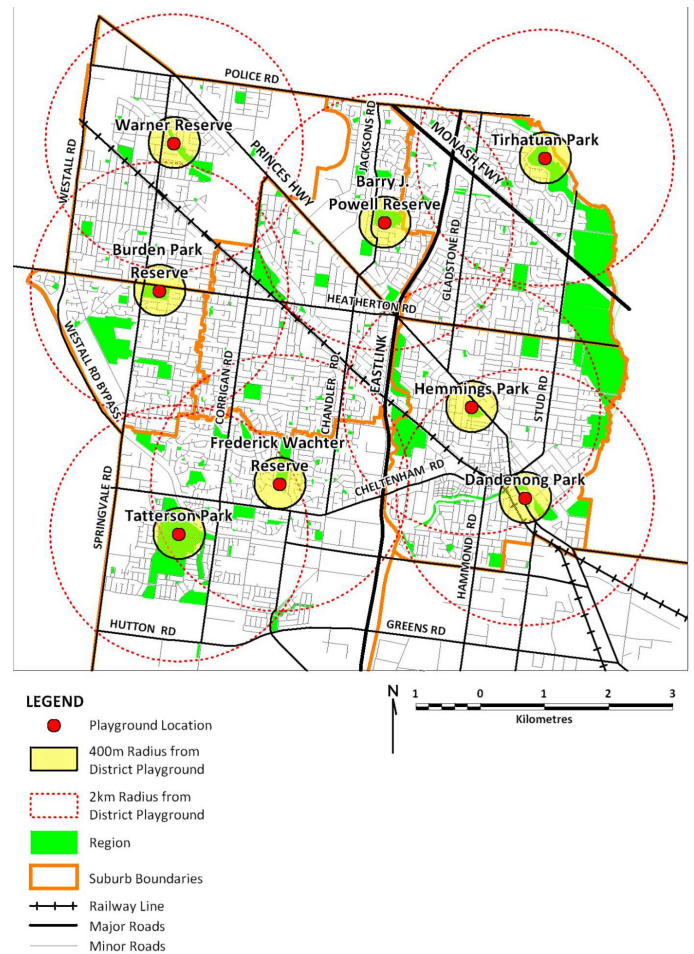 POLICE RD
Warner Reserve
WESTALL RD
PRINCES HWY
JACKSONS RD
MONASH FWY
Tirhatuan Park
Barry J.
Powell Reserve
GLADSTONE RD
Burden Park
Reserve
HEATHERTON RD
WESTALL RD BYPASS
CORRIGAN RD
CHANDLER RD
EASTLINK
Hemmings Park
STUD RD
Frederick Wachter
Reserve
CHELTENHAM RD
Dandenong Park
SPRINGVALE RD
Tatterson Park
HAMMOND RD
HUTTON RD
GREENS RD
LEGEND
Playground Location
400m Radius from
District Playground
2km Radius from
District Playground
Region
Suburb Boundaries
Railway Line
Major Roads
Minor Roads
N
1 0 1 2 3
Kilometres